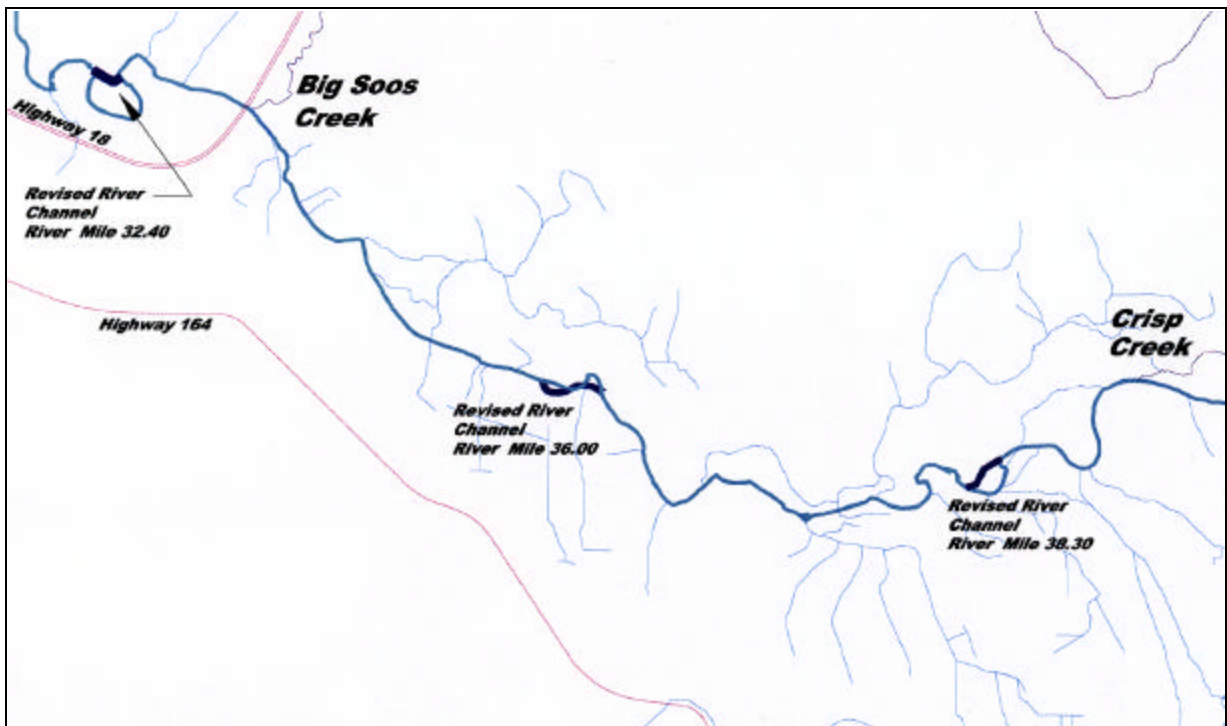 Big Soos
Creek
Highway 18
Revised River
Channel
River Mile 32.40
Highway 164
Crisp
Creek
Revised River
Channel
River Mile 36.00
Revised River
Channel
River Mile 38.30